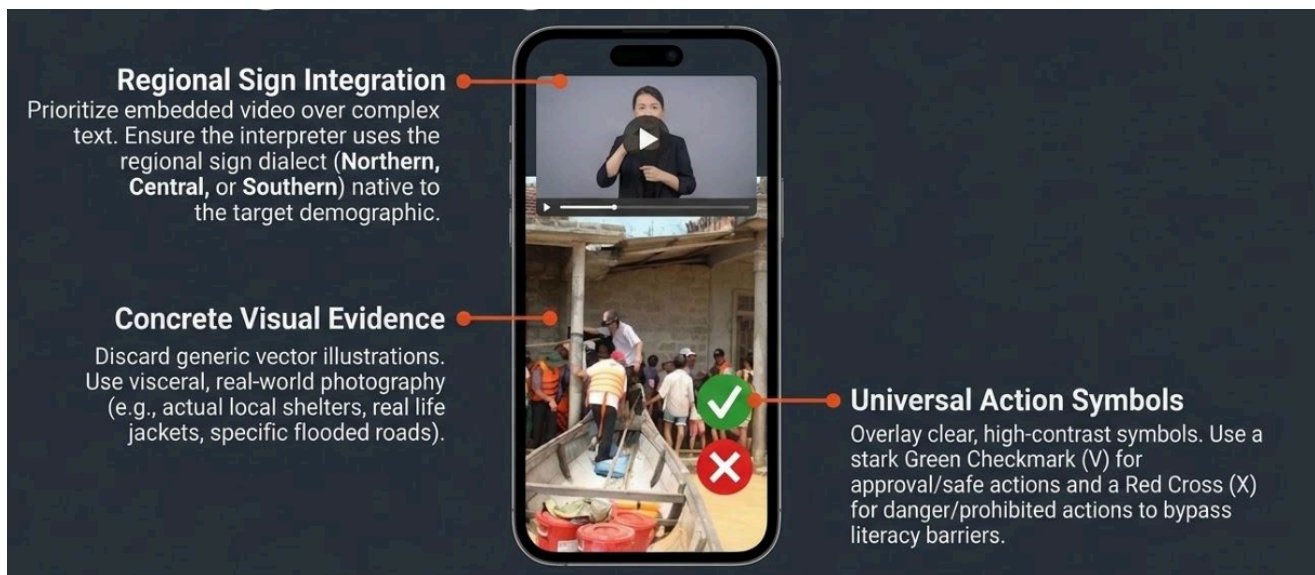 Regional Sign Integration
Prioritize embedded video over complex
text. Ensure the interpreter uses the
regional sign dialect (Northern,
Central, or Southern) native to
the target demographic.
Concrete Visual Evidence
Discard generic vector illustrations.
Use visceral, real-world photography
(e.g., actual local shelters, real life
jackets, specific flooded roads).
Universal Action Symbols
Overlay clear, high-contrast symbols. Use a
stark Green Checkmark (V) for
approval/safe actions and a Red Cross (X)
for danger/prohibited actions to bypass
literacy barriers.